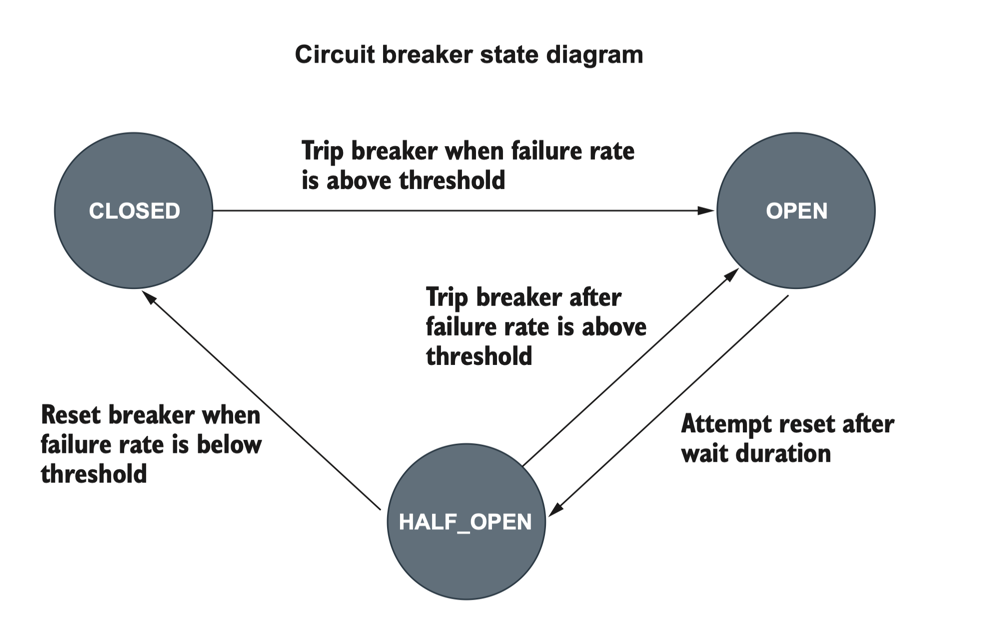 Circuit breaker state diagram
Trip breaker when failure rate
is above threshold
CLOSED
OPEN
Trip breaker after
failure rate is above
threshold
Reset breaker when
failure rate is below
threshold
Attempt reset after
wait duration
HALF_OPEN